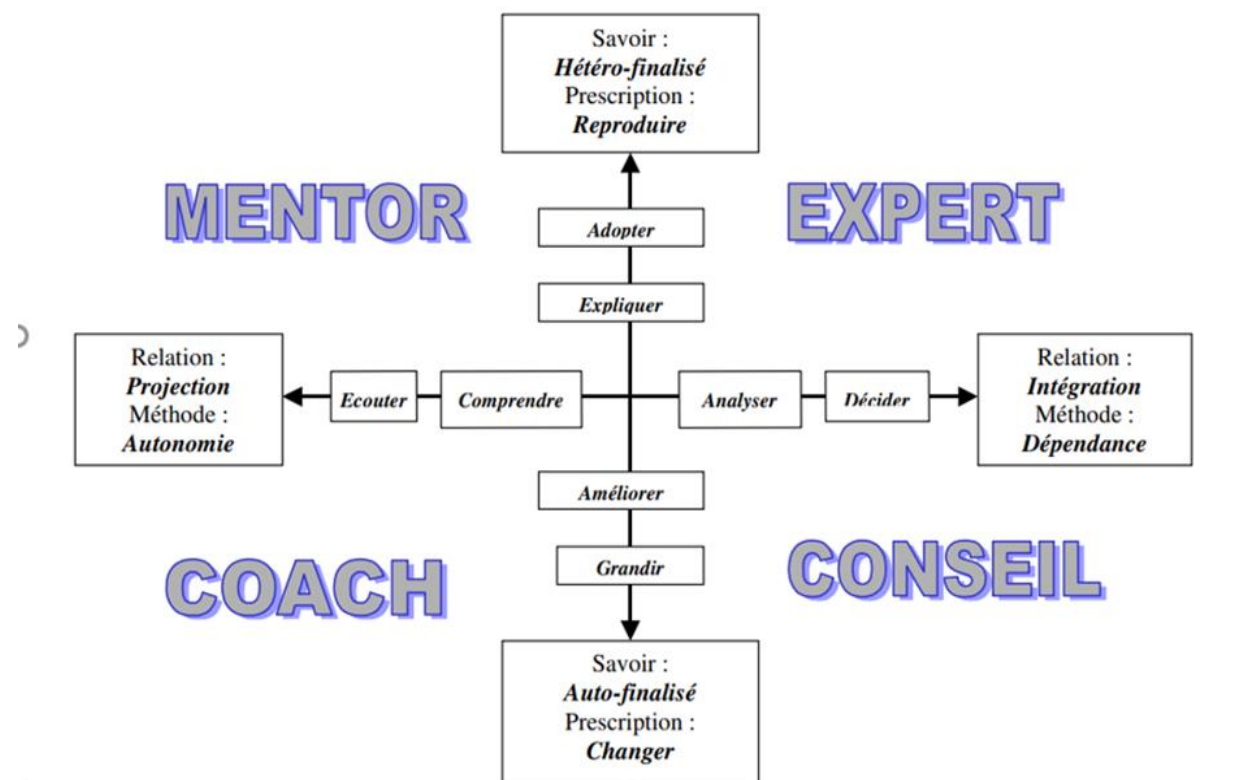 Savoir :
Hétéro-finalisé
Prescription :
Reproduire
MENTOR
EXPERT
Adopter
Expliquer
Relation :
Projection
Méthode :
Autonomie
Ecouter
Comprendre
Analyser
Décider
Relation :
Intégration
Méthode :
Dépendance
Améliorer
Grandir
COACH
CONSEIL
Savoir :
Auto-finalisé
Prescription :
Changer